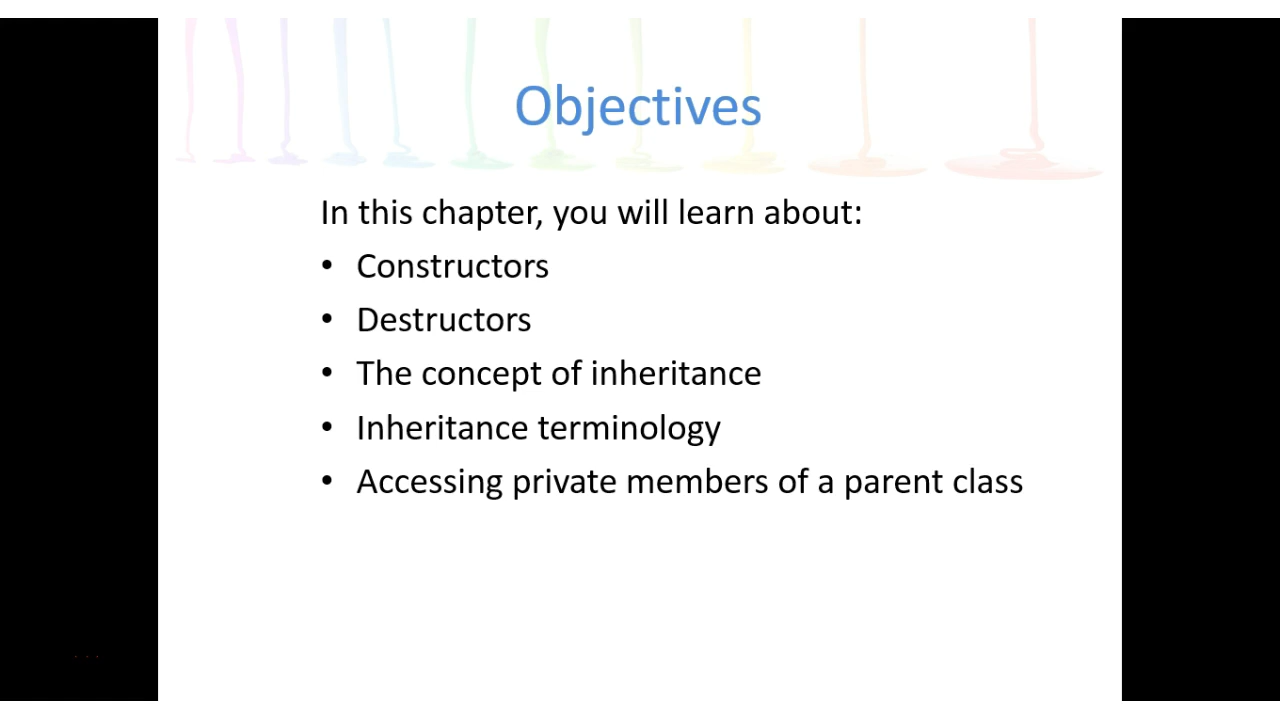 Objectives
In this chapter, you will learn about:
• Constructors
• Destructors
• The concept of inheritance
• Inheritance terminology
• Accessing private members of a parent class